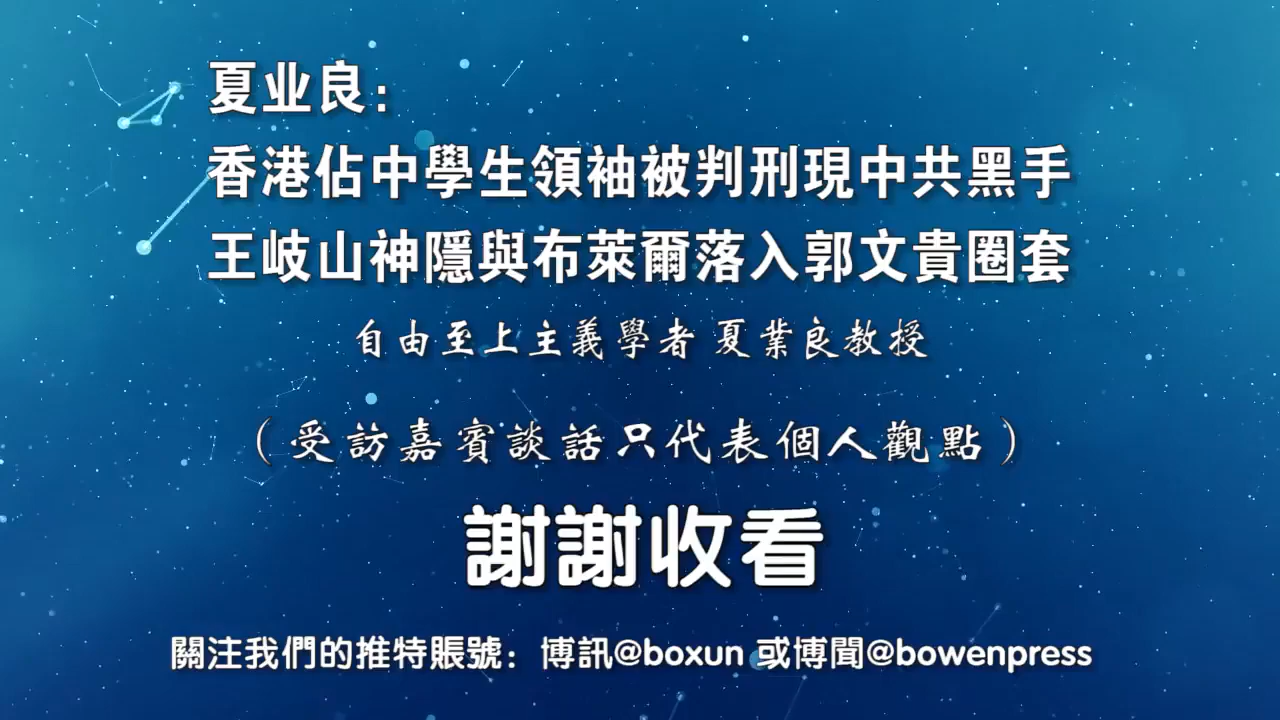 夏业良：
香港佔中學生領袖被判刑現中共黑手
王岐山神隱與布萊爾落入郭文貴圈套
自由至上主義學者 夏業良教授
（受訪嘉賓談話只代表個人觀點）
謝謝收看
關注我們的推特賬號：博訊@boxun 或博聞@bowenpress